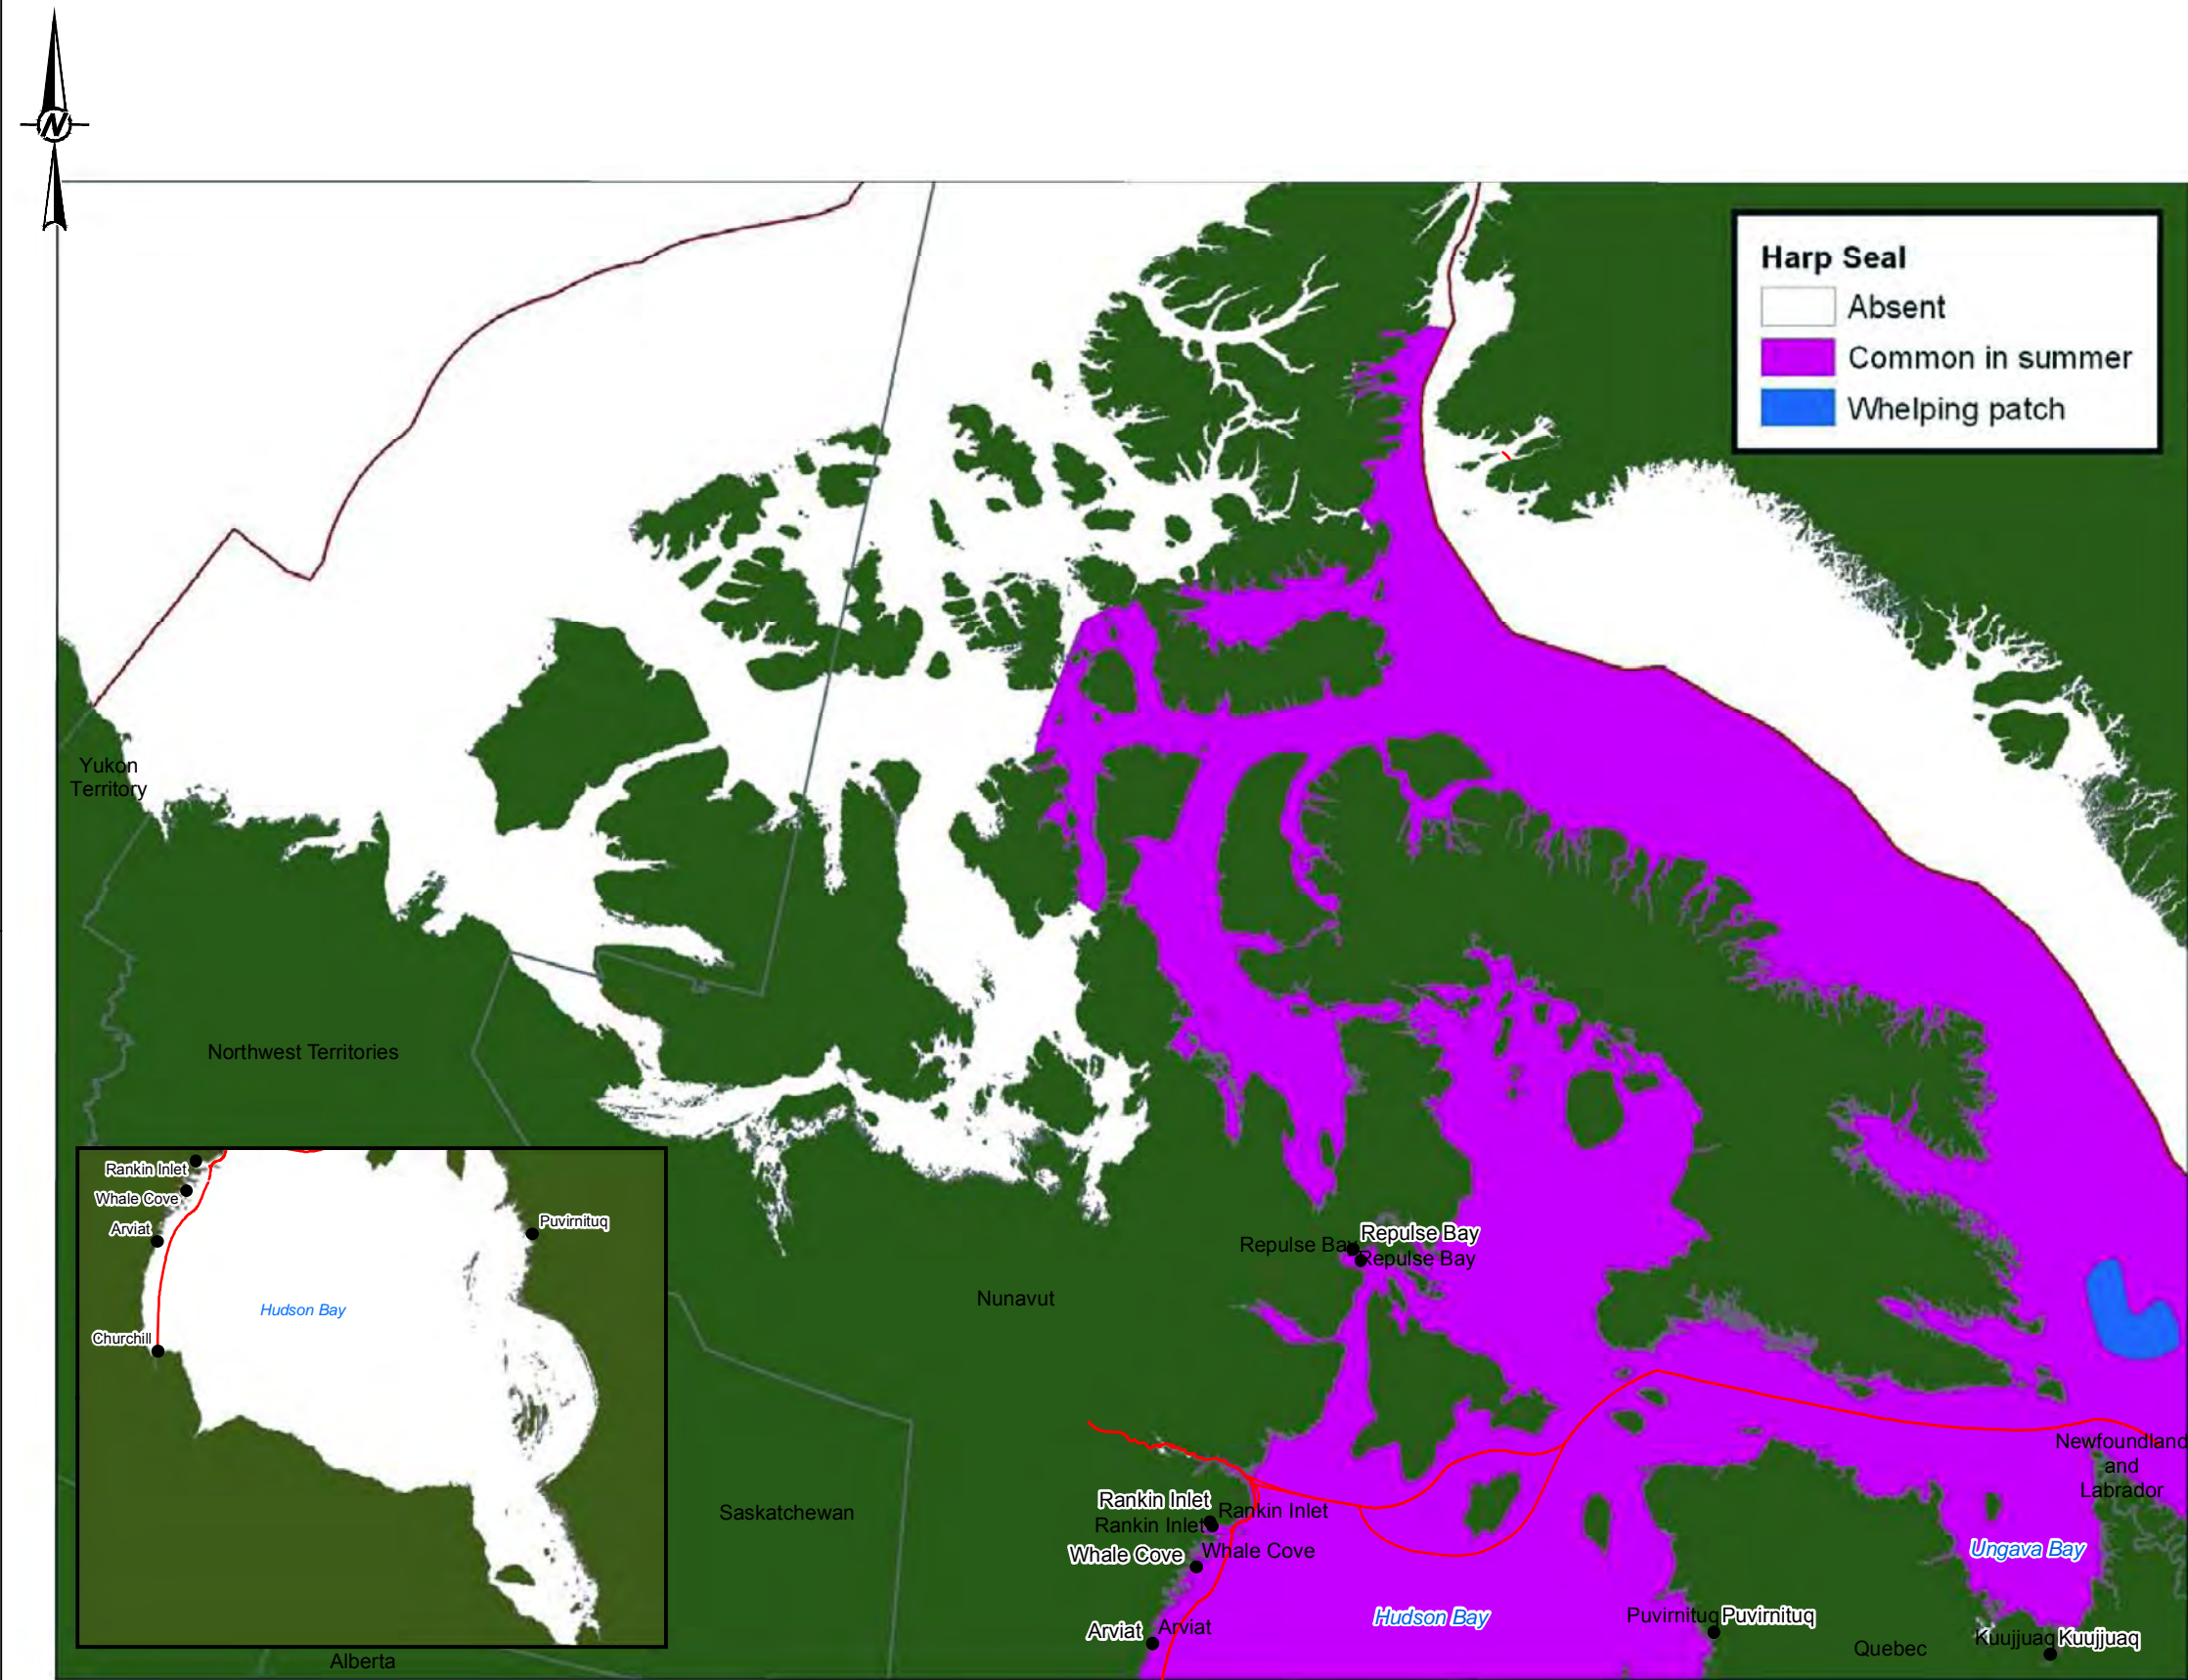 N
Harp Seal
Absent
Common in summer
Whelping patch
Yukon
Territory
Northwest Territories
Rankin Inlet
Whale Cove
Arviat
Puvirnituq
Hudson Bay
Churchill
Repulse Bay
Repulse Bay
Repulse Bay
Nunavut
Newfoundland
and
Labrador
Saskatchewan
Rankin Inlet
Rankin Inlet
Rankin Inlet
Whale Cove
Whale Cove
Ungava Bay
Hudson Bay
Arviat
Arviat
Puvirnituq
Puvirnituq
Quebec
Kuujjuaq
Kuujjuaq
Alberta